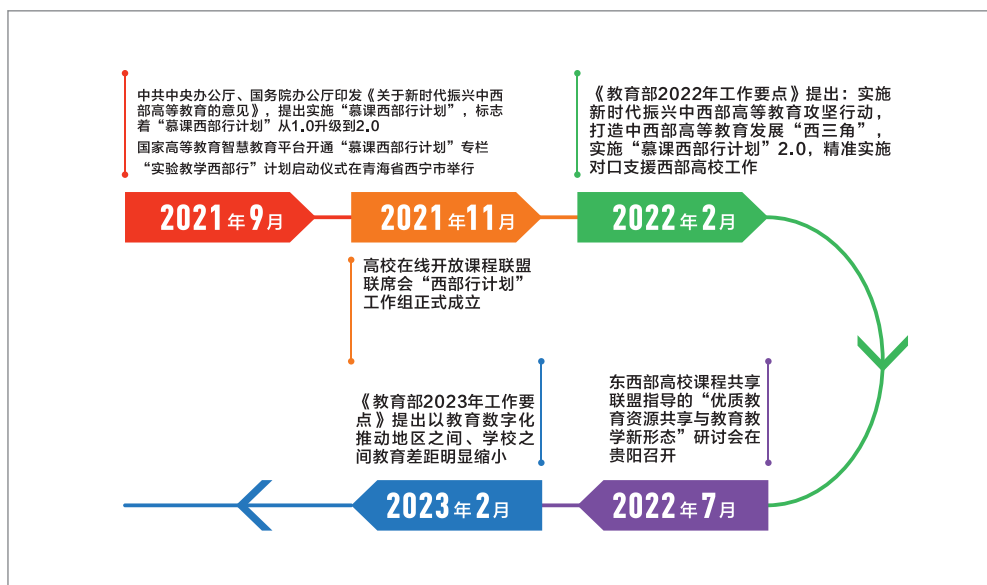 中共中央办公厅、国务院办公厅印发《关于新时代振兴中西
部高等教育的意见》，提出实施“慕课西部行计划”，标志
着“慕课西部行计划”从1.0升级到2.0
国家高等教育智慧教育平台开通“慕课西部行计划”专栏
“实验教学西部行”计划启动仪式在青海省西宁市举行
2021年9月
2021年11月
高校在线开放课程联盟
联席会“西部行计划”
工作组正式成立
《教育部2022年工作要点》提出：实施
新时代振兴中西部高等教育攻坚行动，
打造中西部高等教育发展“西三角”，
实施“慕课西部行计划”2.0，精准实施
对口支援西部高校工作
2022年2月
东西部高校课程共享
联盟指导的“优质教
育资源共享与教育教
学新形态”研讨会在
贵阳召开
2022年7月
《教育部2023年工作要
点》提出以教育数字化
推动地区之间、学校之
间教育差距明显缩小
2023年2月